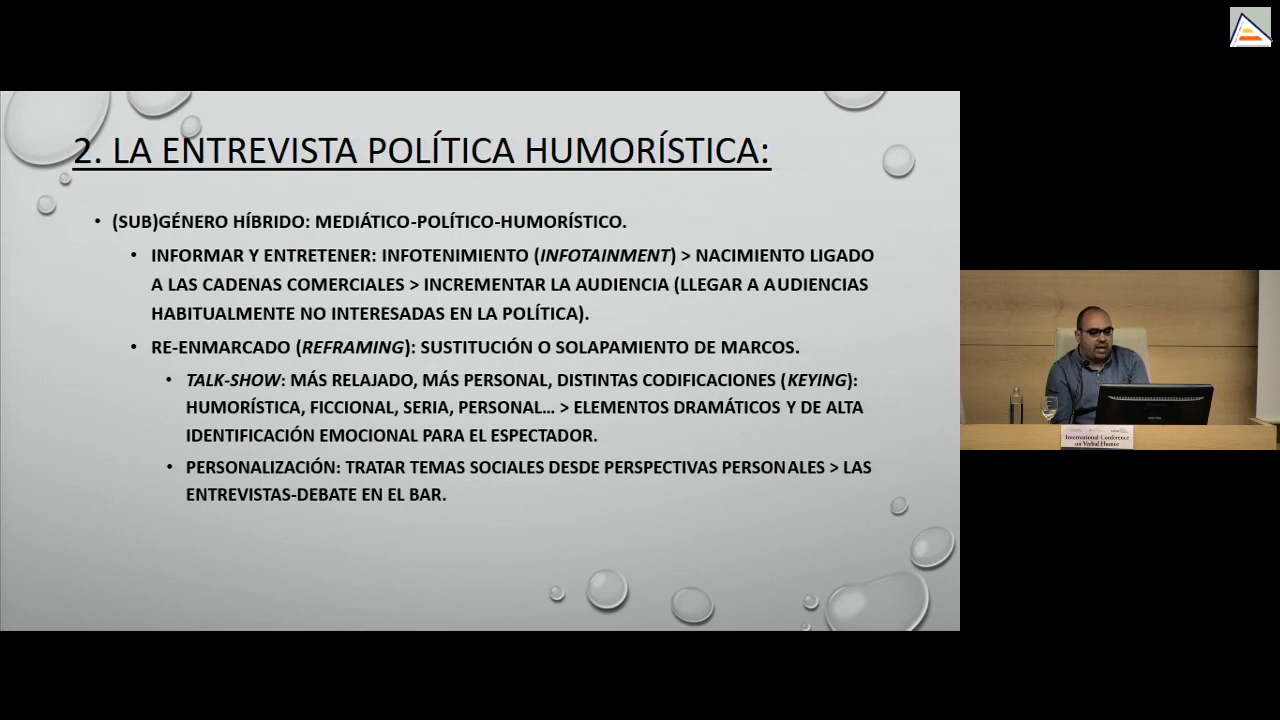 2. LA ENTREVISTA POLÍTICA HUMORÍSTICA:
• (SUB)GÉNERO HÍBRIDO: MEDIÁTICO-POLÍTICO-HUMORÍSTICO.
• INFORMAR Y ENTRETENER: INFOTENIMIENTO (INFOTAINMENT) > NACIMIENTO LIGADO
A LAS CADENAS COMERCIALES > INCREMENTAR LA AUDIENCIA (LLEGAR A AUDIENCIAS
HABITUALMENTE NO INTERESADAS EN LA POLÍTICA).
• RE-ENMARCADO (REFRAMING): SUSTITUCIÓN O SOLAPAMIENTO DE MARCOS.
• TALK-SHOW: MÁS RELAJADO, MÁS PERSONAL, DISTINTAS CODIFICACIONES (KEYING):
HUMORÍSTICA, FICCIONAL, SERIA, PERSONAL... > ELEMENTOS DRAMÁTICOS Y DE ALTA
IDENTIFICACIÓN EMOCIONAL PARA EL ESPECTADOR.
• PERSONALIZACIÓN: TRATAR TEMAS SOCIALES DESDE PERSPECTIVAS PERSONALES > LAS
ENTREVISTAS-DEBATE EN EL BAR.
International Conference
on Verbal Humor